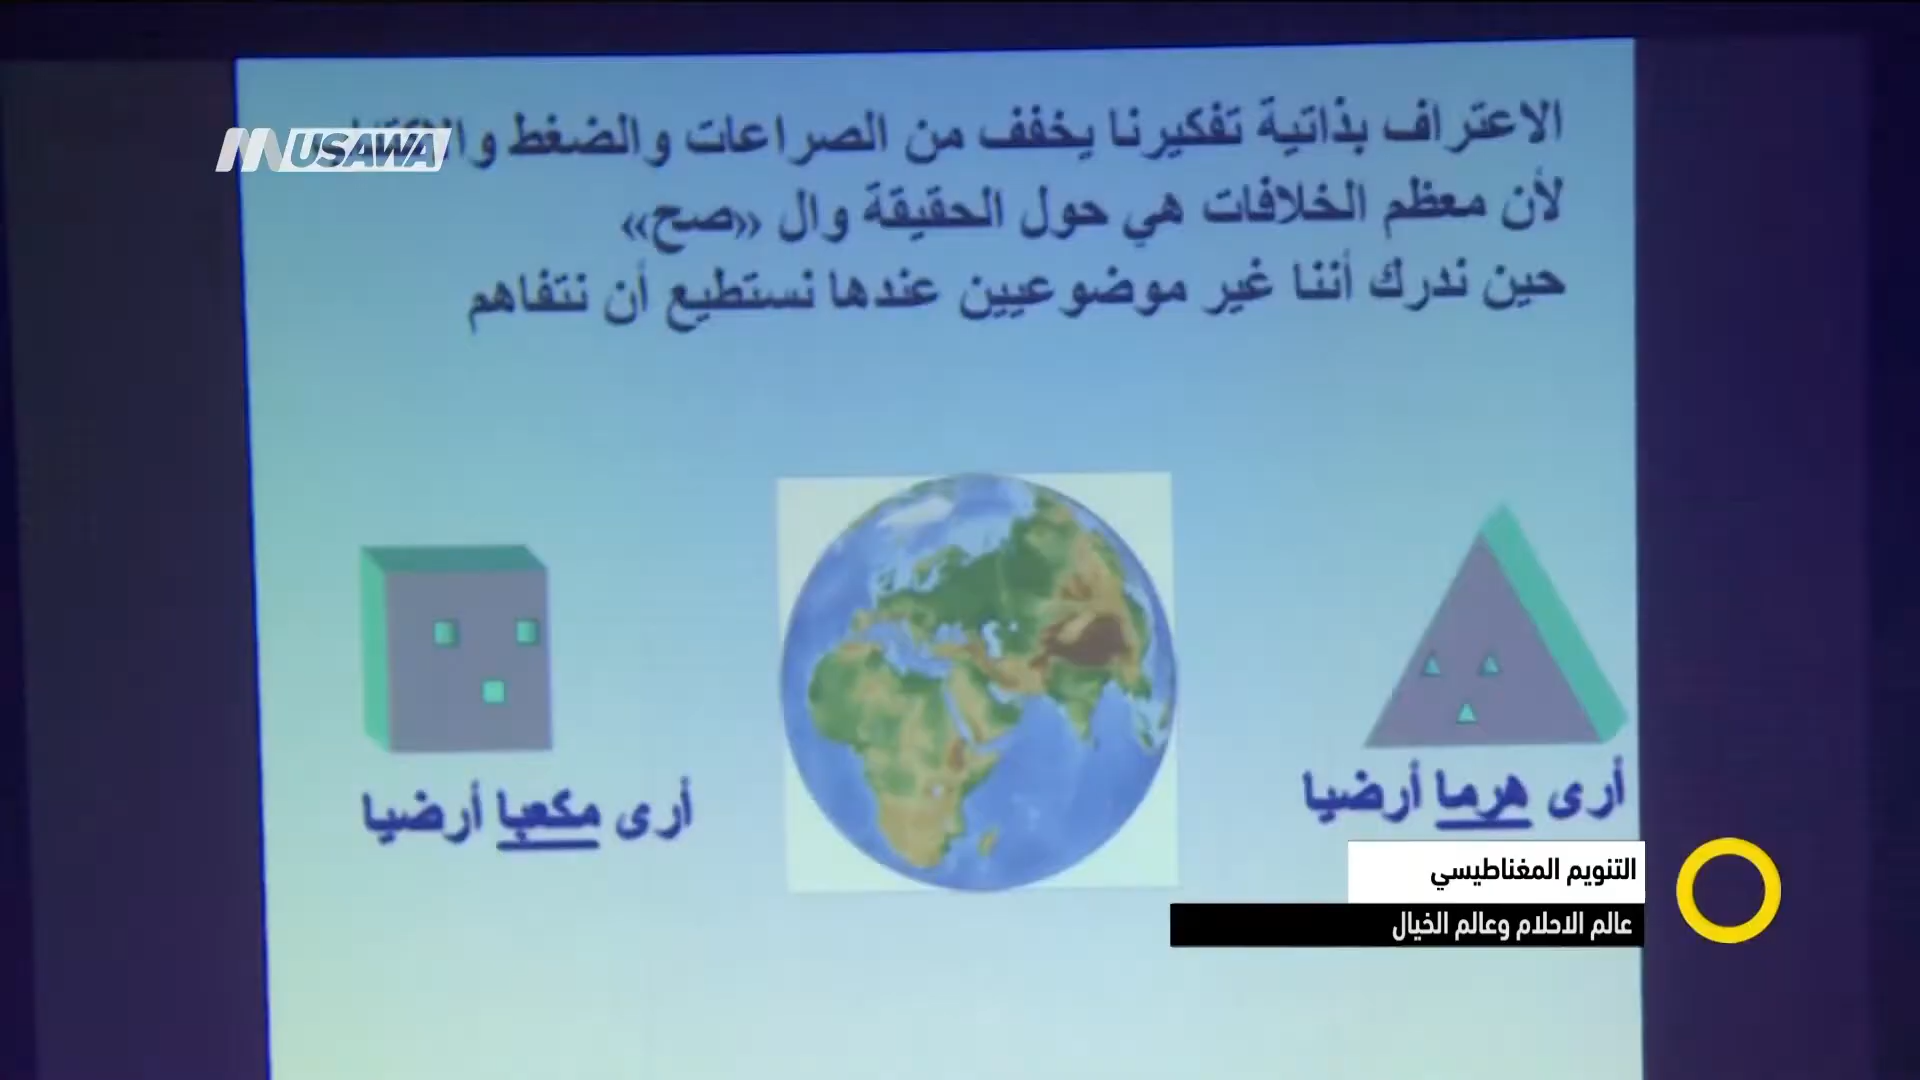 الاعتراف بذاتية تفكيرنا يخفف من الصراعات والضغط
MUSAWA
لأن معظم الخلافات هي حول الحقيقة وال «صح»
حين ندرك أننا غير موضوعيين عندها نستطيع أن نتفاهم
أرى هرما أرضيا
أرى مكعبا أرضيا
التنويم المغناطيسي
عالم الاحلام وعالم الخيال